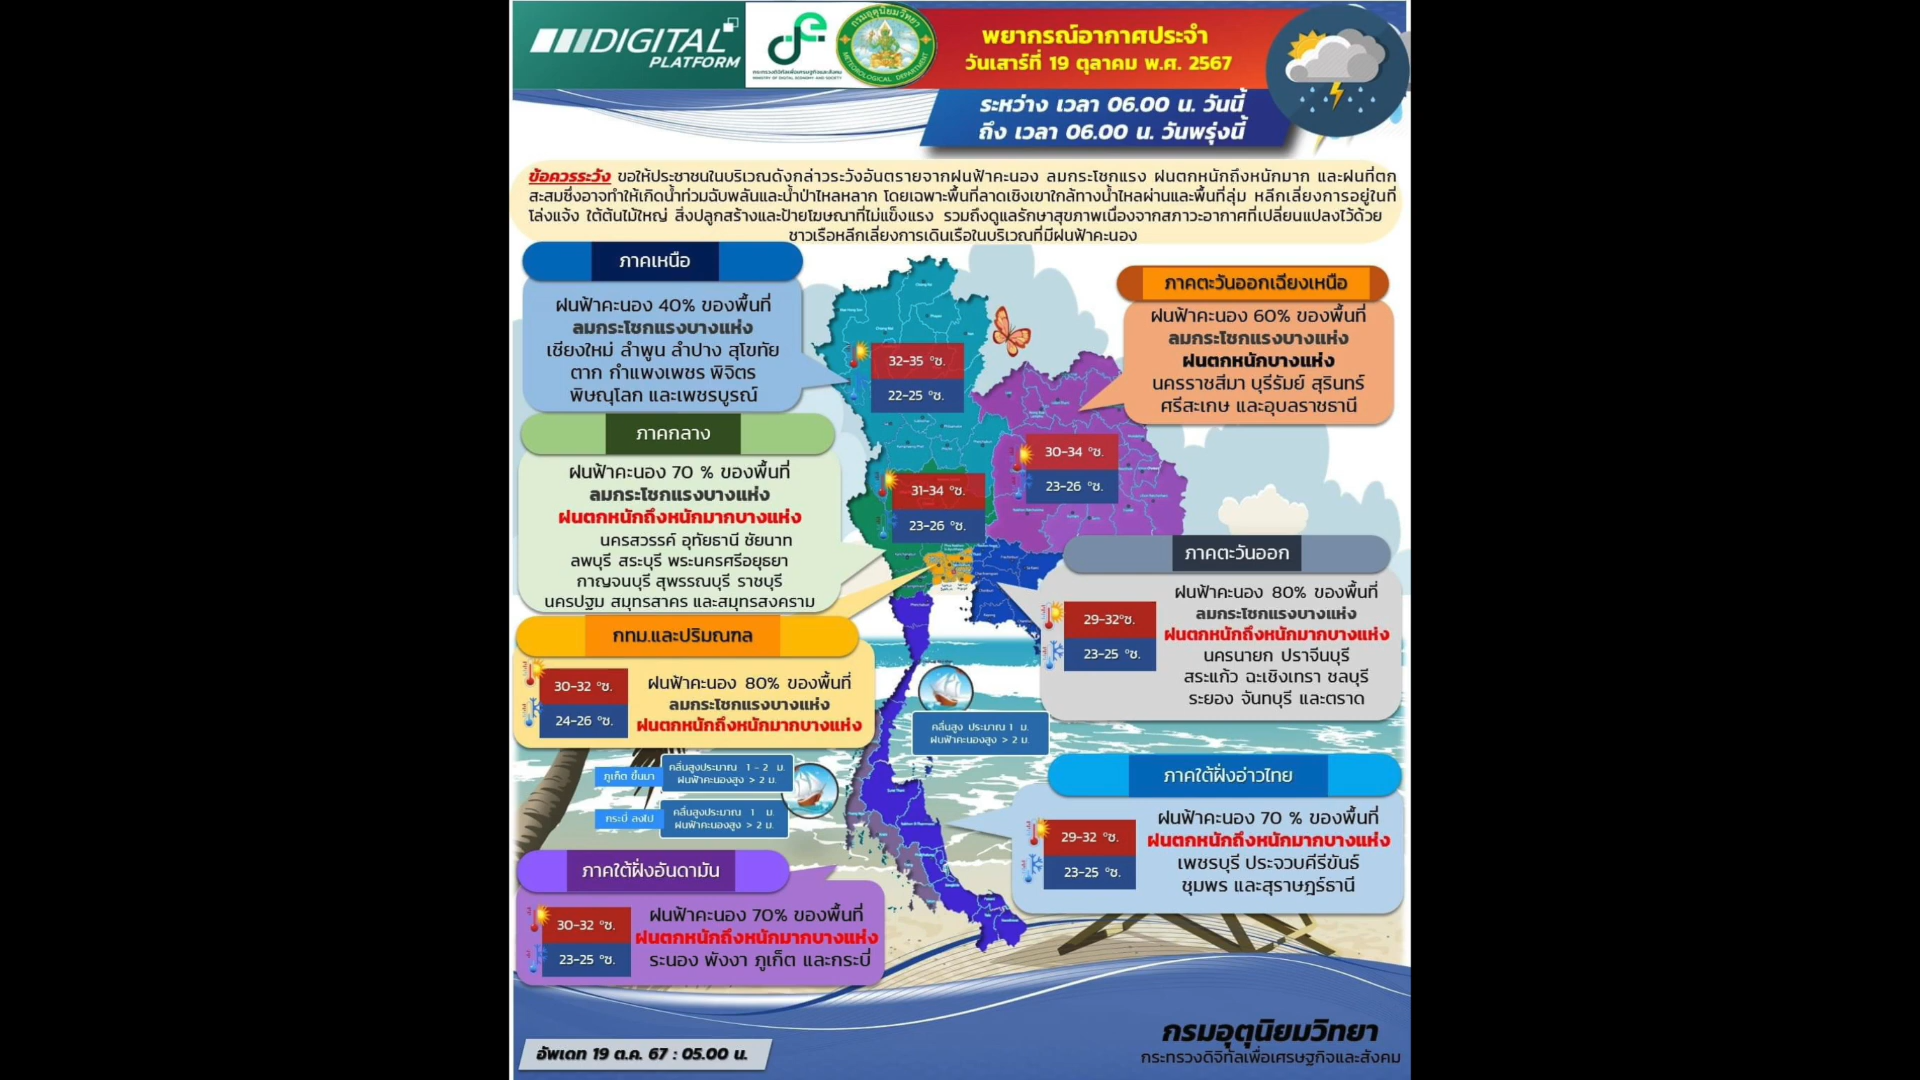 DIGITAL
PLATFORM
กระทรวงดิจิทัลเพื่อเศรษฐกิจและสังคม
MINISTRY OF DIGITAL ECONOMY AND SOCIETY
กรมอุตุนิยมวิทยา
METEOROLOGICAL DEPARTMENT
พยากรณ์อากาศประจำ
วันเสาร์ที่ 19 ตุลาคม พ.ศ. 2567
ระหว่าง เวลา 06.00 น. วันนี้
ถึง เวลา 06.00 น. วันพรุ่งนี้
ข้อควรระวัง ขอให้ประชาชนในบริเวณดังกล่าวระวังอันตรายจากฝนฟ้าคะนอง ลมกระโชกแรง ฝนตกหนักถึงหนักมาก และฝนที่ตก
สะสมซึ่งอาจทำให้เกิดน้ำท่วมฉับพลันและน้ำป่าไหลหลาก โดยเฉพาะพื้นที่ลาดเชิงเขาใกล้ทางน้ำไหลผ่านและพื้นที่ลุ่ม หลีกเลี่ยงการอยู่ในที่
โล่งแจ้ง ใต้ต้นไม้ใหญ่ สิ่งปลูกสร้างและป้ายโฆษณาที่ไม่แข็งแรง รวมถึงดูแลรักษาสุขภาพเนื่องจากสภาวะอากาศที่เปลี่ยนแปลงไว้ด้วย
ชาวเรือหลีกเลี่ยงการเดินเรือในบริเวณที่มีฝนฟ้าคะนอง
ภาคเหนือ
ฝนฟ้าคะนอง 40% ของพื้นที่
ลมกระโชกแรงบางแห่ง
เชียงใหม่ ลำพูน ลำปาง สุโขทัย
ตาก กำแพงเพชร พิจิตร
พิษณุโลก และเพชรบูรณ์
32-35 °ซ.
22-25 °ซ.
ภาคตะวันออกเฉียงเหนือ
ฝนฟ้าคะนอง 60% ของพื้นที่
ลมกระโชกแรงบางแห่ง
ฝนตกหนักบางแห่ง
นครราชสีมา บุรีรัมย์ สุรินทร์
ศรีสะเกษ และอุบลราชธานี
30-34 °ซ.
23-26 °ซ.
ภาคกลาง
ฝนฟ้าคะนอง 70 % ของพื้นที่
ลมกระโชกแรงบางแห่ง
ฝนตกหนักถึงหนักมากบางแห่ง
นครสวรรค์ อุทัยธานี ชัยนาท
ลพบุรี สระบุรี พระนครศรีอยุธยา
กาญจนบุรี สุพรรณบุรี ราชบุรี
นครปฐม สมุทรสาคร และสมุทรสงคราม
31-34 °ซ.
23-26 °ซ.
ภาคตะวันออก
29-32°ซ.
23-25 °ซ.
ฝนฟ้าคะนอง 80% ของพื้นที่
ลมกระโชกแรงบางแห่ง
ฝนตกหนักถึงหนักมากบางแห่ง
นครนายก ปราจีนบุรี
สระแก้ว ฉะเชิงเทรา ชลบุรี
ระยอง จันทบุรี และตราด
กทม.และปริมณฑล
30-32 °ซ.
24-26 °ซ.
ฝนฟ้าคะนอง 80% ของพื้นที่
ลมกระโชกแรงบางแห่ง
ฝนตกหนักถึงหนักมากบางแห่ง
คลื่นสูง ประมาณ 1 ม.
ฝนฟ้าคะนองสูง > 2 ม.
ภูเก็ต ขึ้นมา
คลื่นสูงประมาณ 1 - 2 ม.
ฝนฟ้าคะนองสูง > 2 ม.
กระบี่ ลงไป
คลื่นสูงประมาณ 1 ม.
ฝนฟ้าคะนองสูง > 2 ม.
ภาคใต้ฝั่งอ่าวไทย
29-32 °ซ.
23-25 °ซ.
ฝนฟ้าคะนอง 70 % ของพื้นที่
ฝนตกหนักถึงหนักมากบางแห่ง
เพชรบุรี ประจวบคีรีขันธ์
ชุมพร และสุราษฎร์ธานี
ภาคใต้ฝั่งอันดามัน
30-32 °ซ.
23-25 °ซ.
ฝนฟ้าคะนอง 70% ของพื้นที่
ฝนตกหนักถึงหนักมากบางแห่ง
ระนอง พังงา ภูเก็ต และกระบี่
กรมอุตุนิยมวิทยา
กระทรวงดิจิทัลเพื่อเศรษฐกิจและสังคม
อัพเดท 19 ต.ค. 67 : 05.00 น.